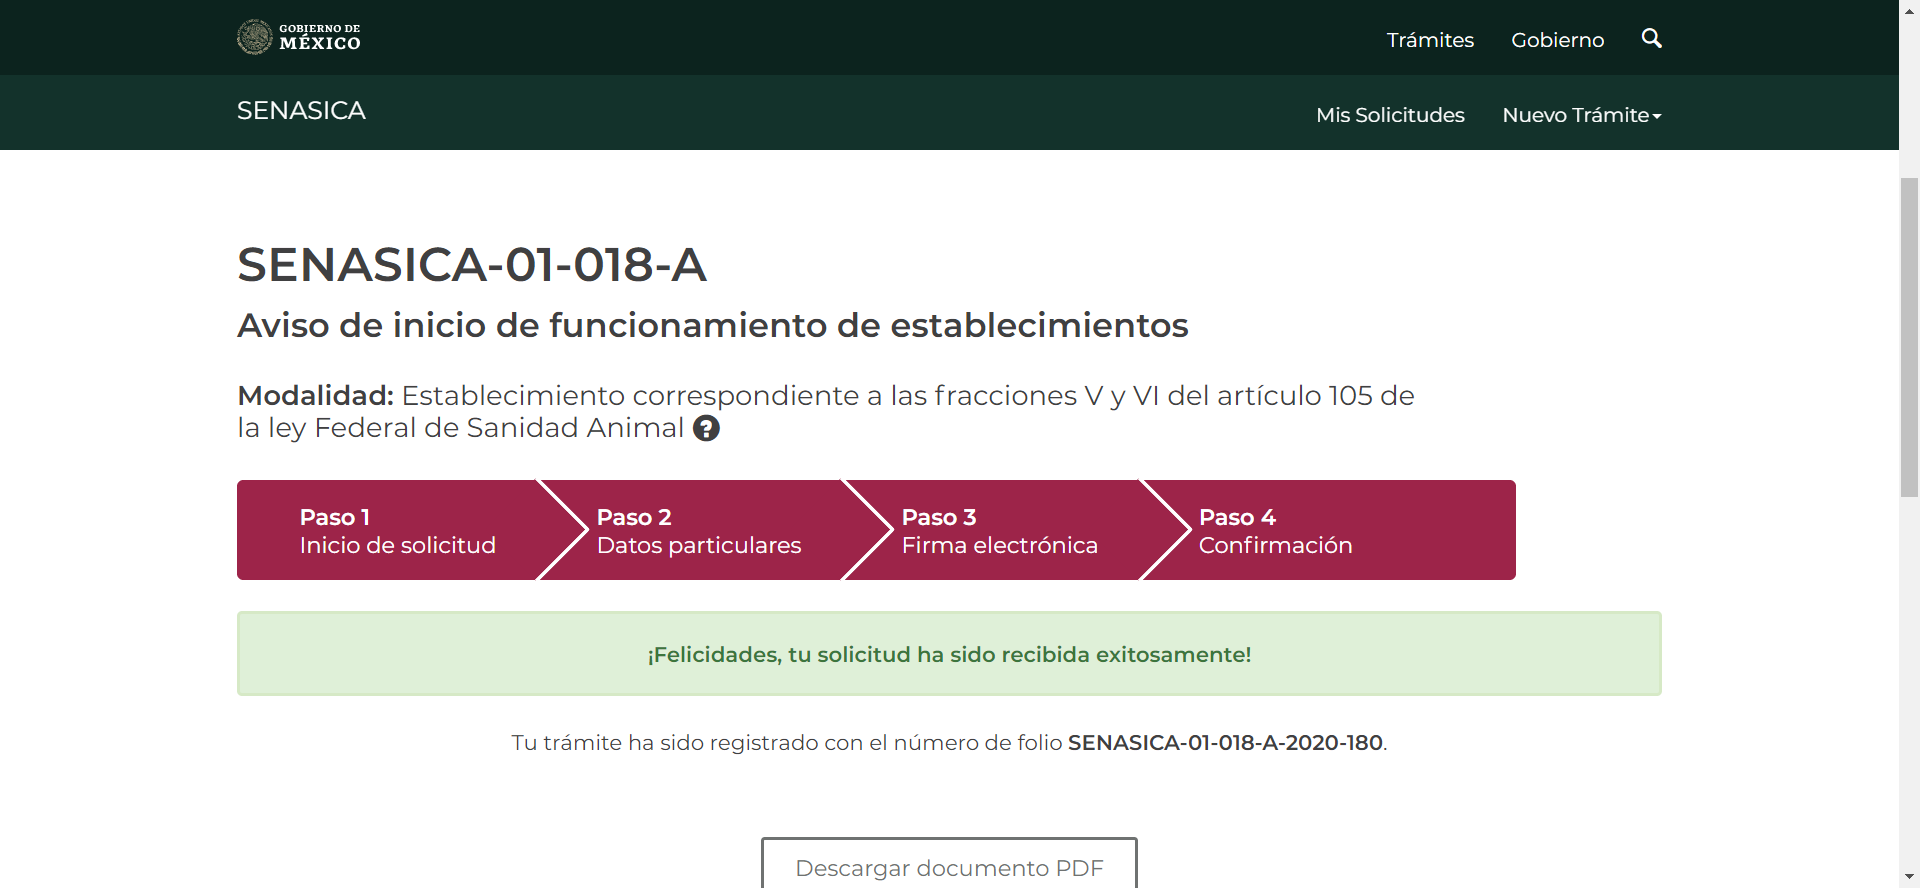 GOBIERNO DE
MÉXICO
Trámites
Gobierno
SENASICA
Mis Solicitudes
Nuevo Trámite
SENASICA-01-018-A
Aviso de inicio de funcionamiento de establecimientos
Modalidad: Establecimiento correspondiente a las fracciones V y VI del artículo 105 de
la ley Federal de Sanidad Animal
Paso 1
Inicio de solicitud
Paso 2
Datos particulares
Paso 3
Firma electrónica
Paso 4
Confirmación
¡Felicidades, tu solicitud ha sido recibida exitosamente!
Tu trámite ha sido registrado con el número de folio SENASICA-01-018-A-2020-180.
Descargar documento PDF